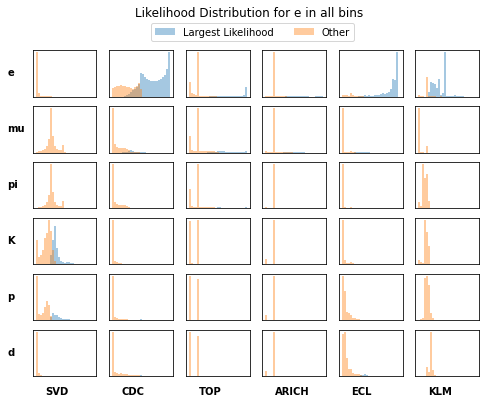 Likelihood Distribution for e in all bins
Largest Likelihood Other
e
mu
pi
K
p
d
SVD CDC TOP ARICH ECL KLM